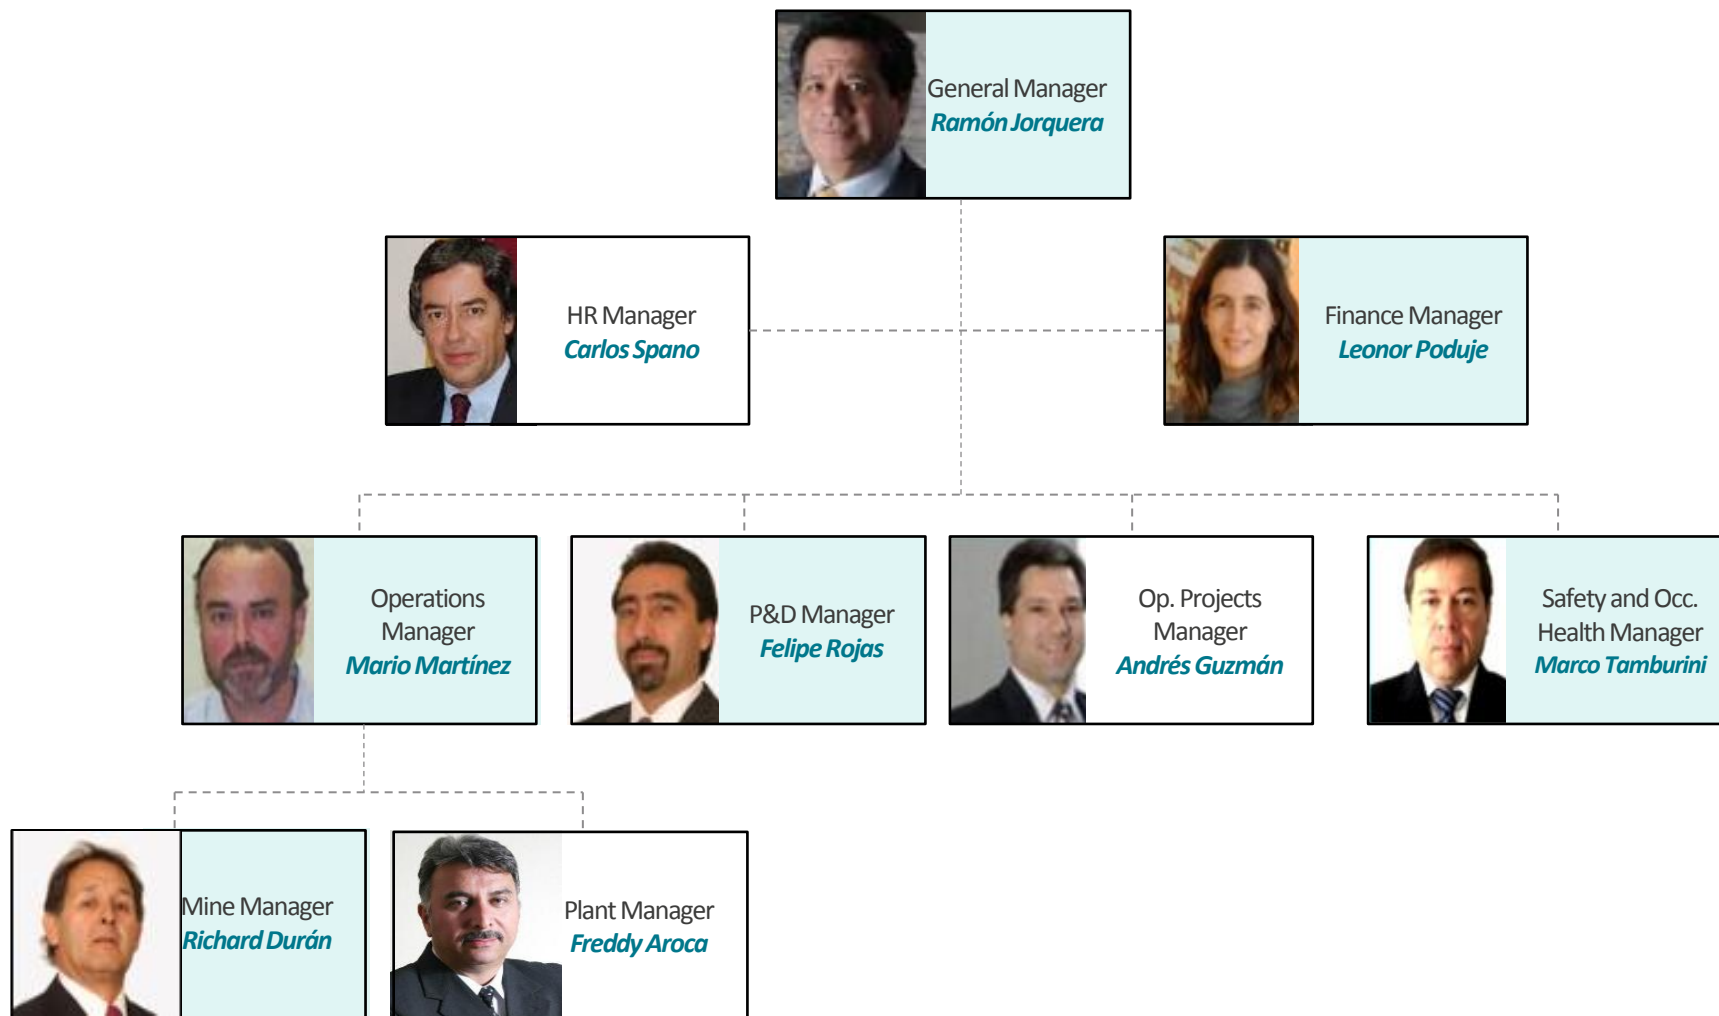 General Manager
Ramón Jorquera
HR Manager
Carlos Spano
Finance Manager
Leonor Poduje
Operations
Manager
Mario Martínez
P&D Manager
Felipe Rojas
Op. Projects
Manager
Andrés Guzmán
Safety and Occ.
Health Manager
Marco Tamburini
Mine Manager
Richard Durán
Plant Manager
Freddy Aroca